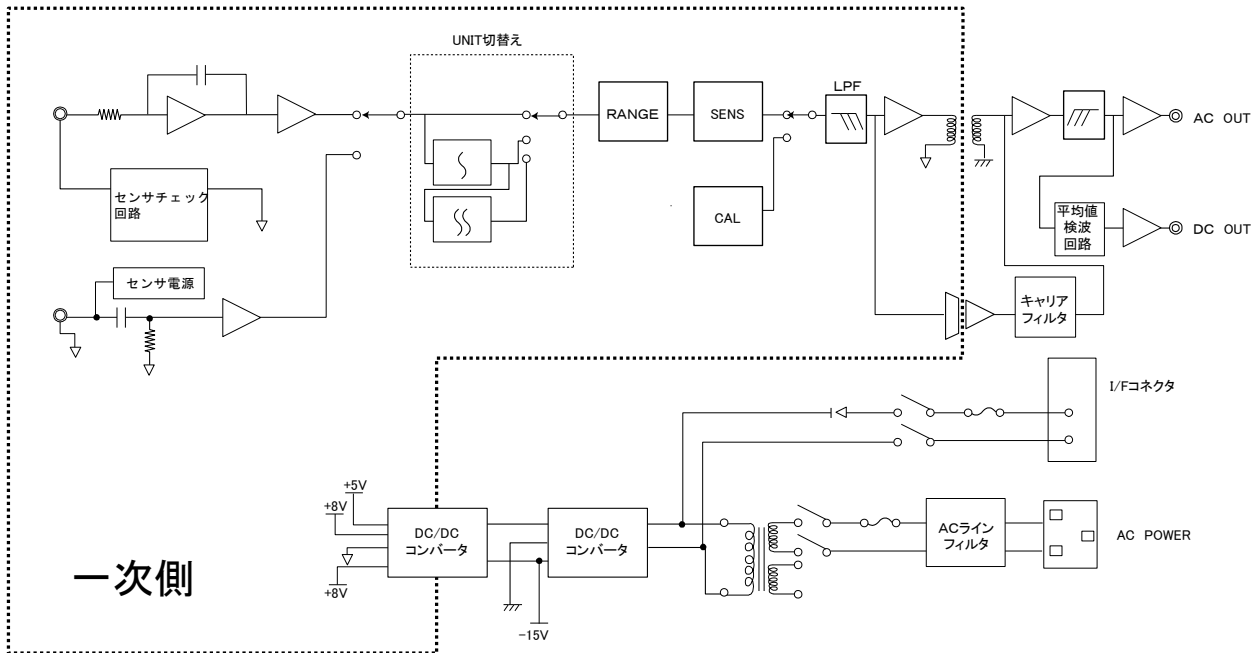 UNIT切替え
LPF
RANGE
SENS
AC OUT
センサチェック
回路
CAL
平均値
検波
回路
DC OUT
センサ電源
キャリア
フィルタ
I/Fコネクタ
+5V
+8V
DC/DC
コンバータ
DC/DC
コンバータ
ACライン
フィルタ
AC POWER
一次側
+8V
-15V